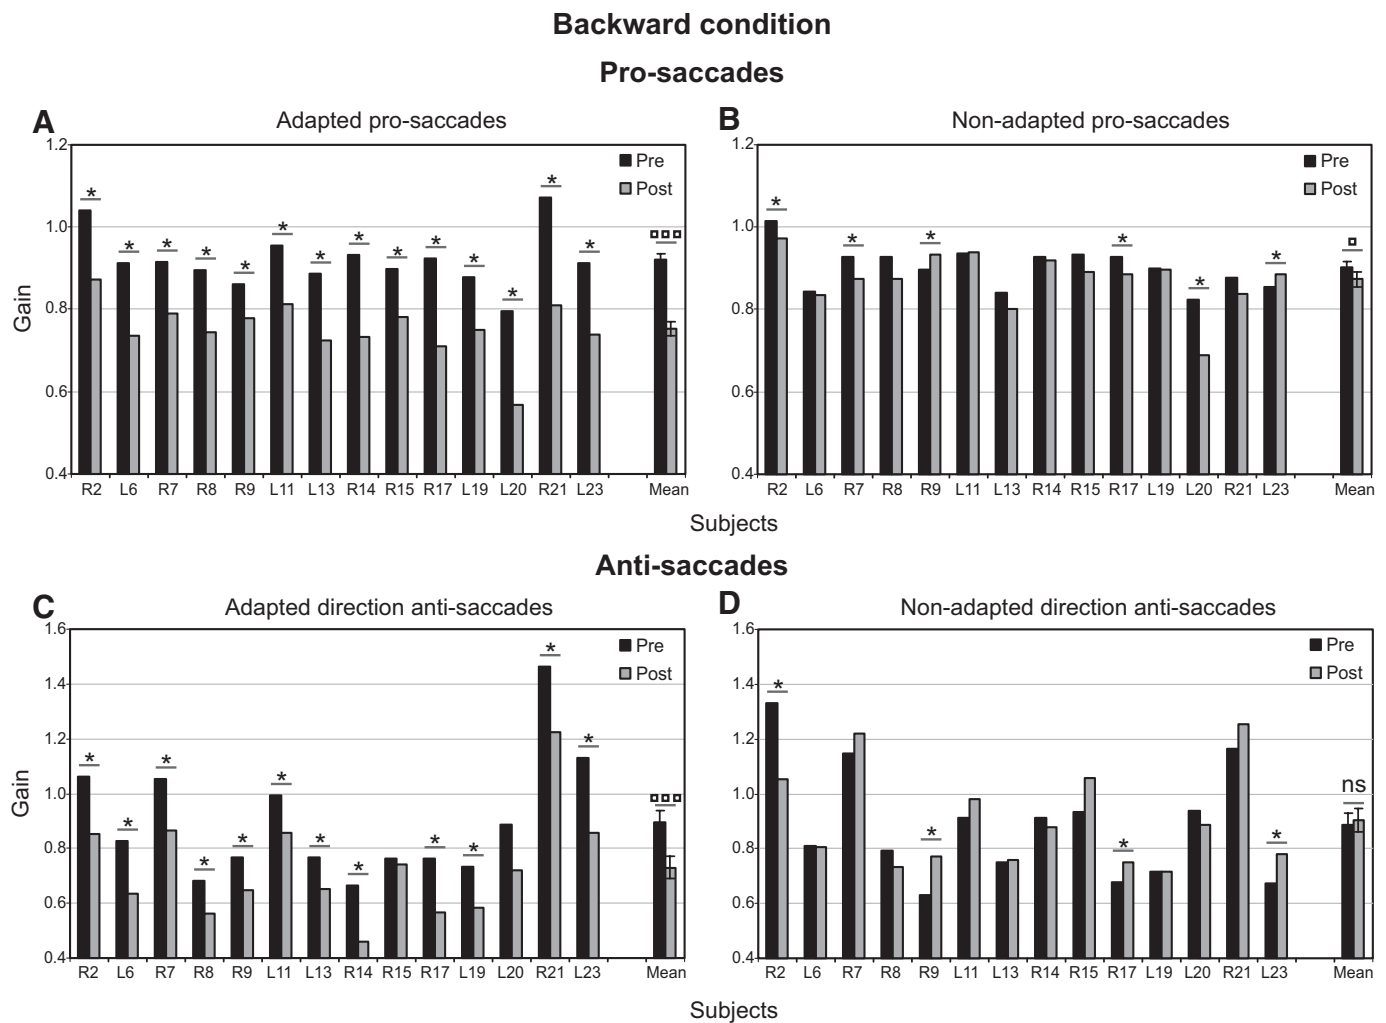 Backward condition
Pro-saccades
A Adapted pro-saccades
1.2
1.0
0.8
0.6
0.4
Gain
Pre
Post
* * * * * * * * * * * * * *
R2 L6 R7 R8 R9 L11 L13 R14 R15 R17 L19 L20 R21 L23 Mean
B Non-adapted pro-saccades
1.2
1.0
0.8
0.6
0.4
Pre
Post
* * * * * *
R2 L6 R7 R8 R9 L11 L13 R14 R15 R17 L19 L20 R21 L23 Mean
Subjects
Anti-saccades
C Adapted direction anti-saccades
1.6
1.4
1.2
1.0
0.8
0.6
0.4
Gain
Pre
Post
* * * * * * * * * * * *
R2 L6 R7 R8 R9 L11 L13 R14 R15 R17 L19 L20 R21 L23 Mean
D Non-adapted direction anti-saccades
1.6
1.4
1.2
1.0
0.8
0.6
0.4
Pre
Post
* * * *
ns
R2 L6 R7 R8 R9 L11 L13 R14 R15 R17 L19 L20 R21 L23 Mean
Subjects